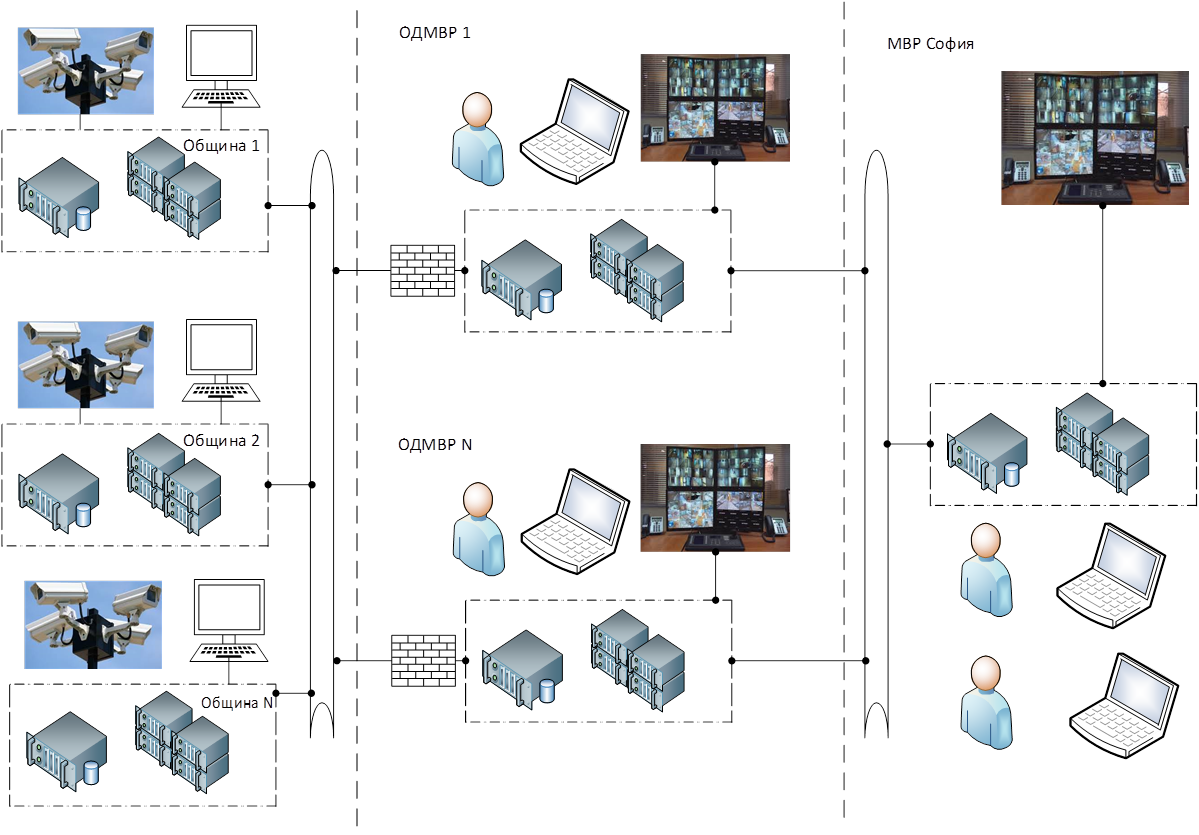 Община 1
Община 2
Община N
ОДМВР 1
ОДМВР N
МВР София